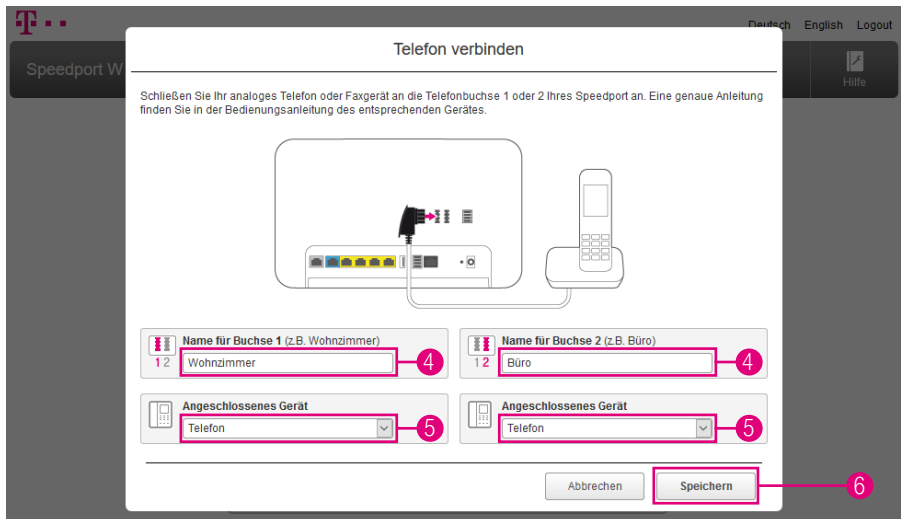 T
Deutsch English Logout
Telefon verbinden
Speedport W
Hilfe
Schließen Sie Ihr analoges Telefon oder Faxgerät an die Telefonbuchse 1 oder 2 Ihres Speedport an. Eine genaue Anleitung
finden Sie in der Bedienungsanleitung des entsprechenden Gerätes.
Name für Buchse 1 (z.B. Wohnzimmer)
1 2
Wohnzimmer
4
Name für Buchse 2 (z.B. Büro)
1 2
Büro
4
Angeschlossenes Gerät
Telefon
5
Angeschlossenes Gerät
Telefon
5
Abbrechen
Speichern
6